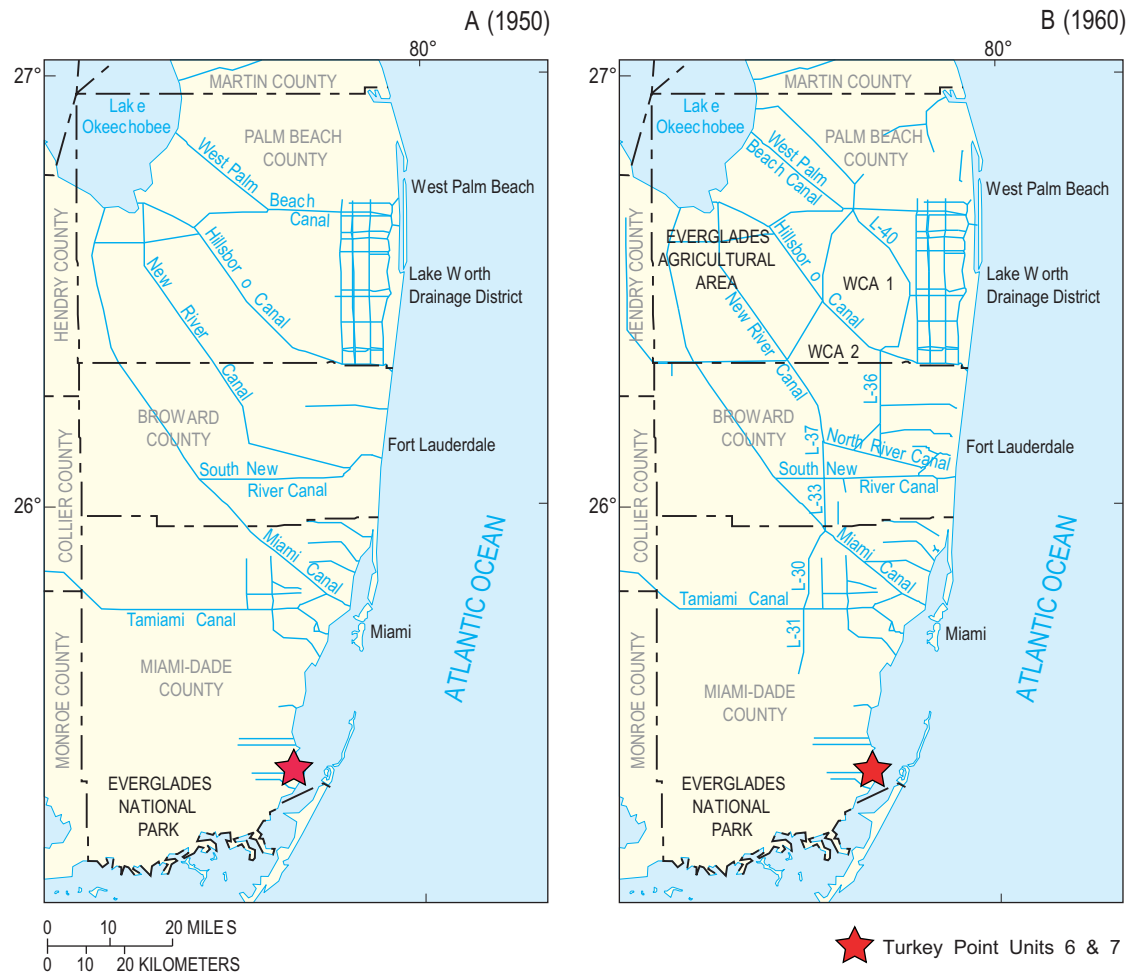 A (1950)
80°
27°
MARTIN COUNTY
Lake
Okeechobee
PALM BEACH
COUNTY
West Palm
Beach
Canal
West Palm Beach
HENDRY COUNTY
Hillsboro Canal
New River Canal
Lake Worth
Drainage District
BROWARD
COUNTY
Fort Lauderdale
COLLIER COUNTY
South New
River Canal
26°
Miami Canal
ATLANTIC OCEAN
Tamiami Canal
Miami
MONROE COUNTY
MIAMI-DADE
COUNTY
EVERGLADES
NATIONAL
PARK
0 10 20 MILES
0 10 20 KILOMETERS
B (1960)
80°
27°
MARTIN COUNTY
Lake
Okeechobee
PALM BEACH
COUNTY
West Palm
Beach Canal
West Palm Beach
HENDRY COUNTY
L-40
EVERGLADES
AGRICULTURAL
AREA
Hillsboro Canal
WCA 1
Lake Worth
Drainage District
New River Canal
WCA 2
L-36
BROWARD
COUNTY
L-37
North River Canal
Fort Lauderdale
COLLIER COUNTY
South New
River Canal
L-33
26°
Miami Canal
ATLANTIC OCEAN
L-30
Tamiami Canal
L-31
Miami
MONROE COUNTY
MIAMI-DADE
COUNTY
EVERGLADES
NATIONAL
PARK
Turkey Point Units 6 & 7